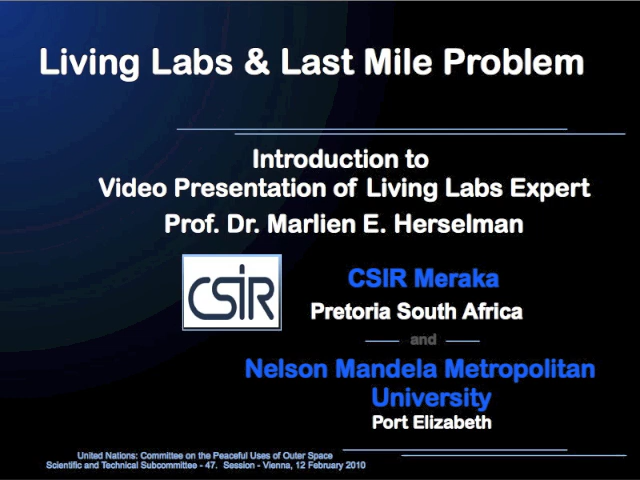 Living Labs & Last Mile Problem
Introduction to
Video Presentation of Living Labs Expert
Prof. Dr. Marlien E. Herselman
CSIR
CSIR Meraka
Pretoria South Africa
and
Nelson Mandela Metropolitan
University
Port Elizabeth
United Nations: Committee on the Peaceful Uses of Outer Space
Scientific and Technical Subcommittee - 47. Session - Vienna, 12 February 2010